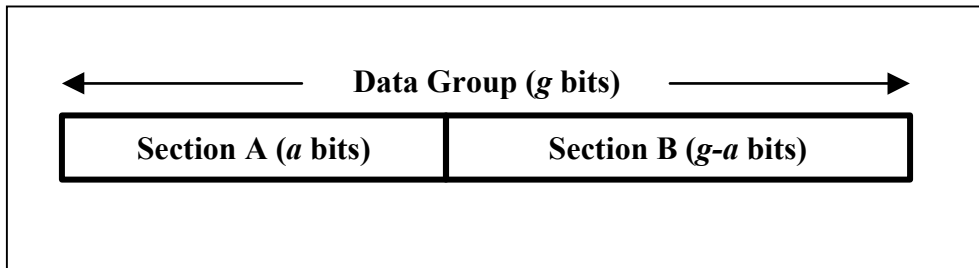 Data Group (g bits)
Section A (a bits)
Section B (g-a bits)